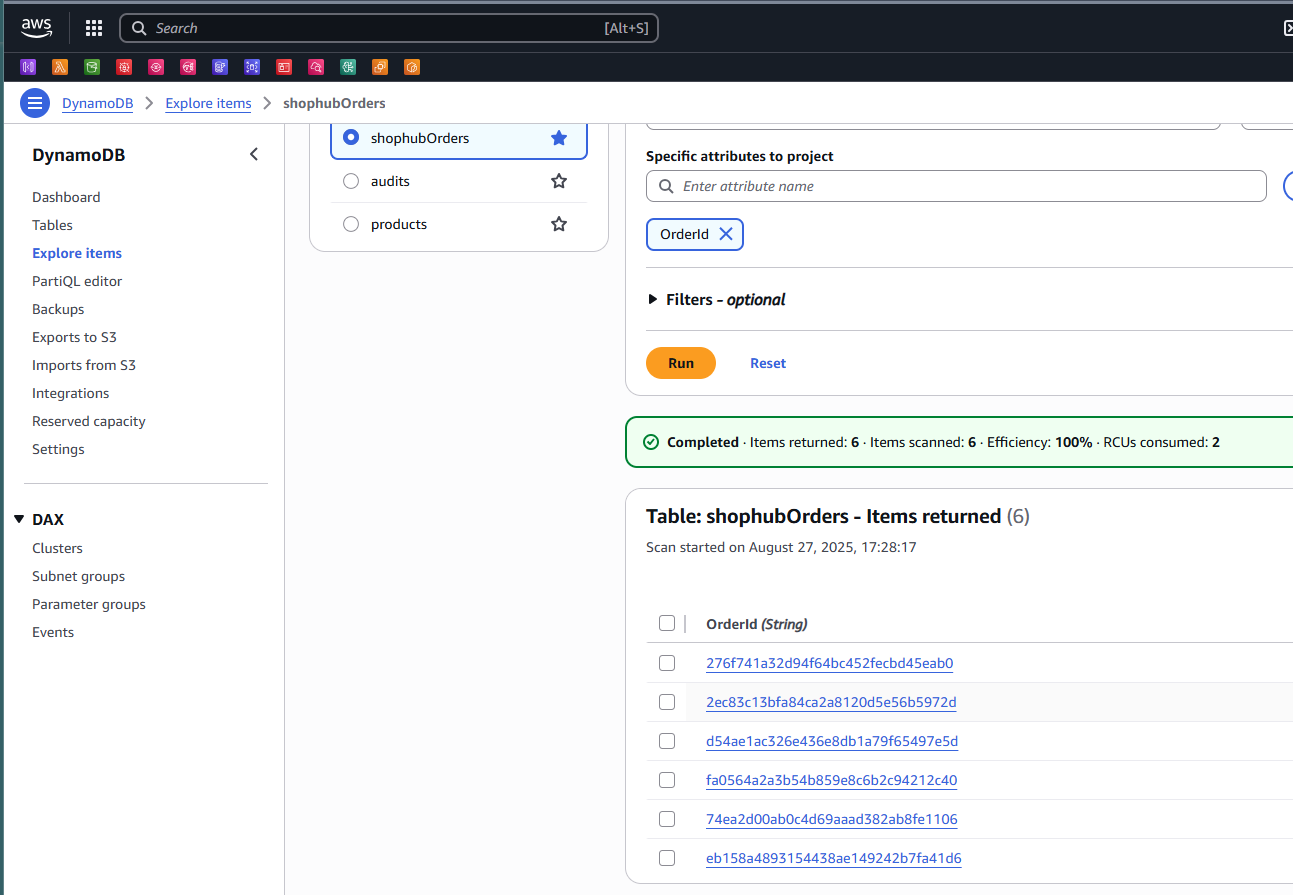 aws
Search [Alt+S]
DynamoDB Explore items shophubOrders
DynamoDB
Dashboard
Tables
Explore items
PartiQL editor
Backups
Exports to S3
Imports from S3
Integrations
Reserved capacity
Settings
DAX
Clusters
Subnet groups
Parameter groups
Events
shophubOrders
audits
products
Specific attributes to project
Enter attribute name
OrderId
Filters - optional
Run Reset
Completed · Items returned: 6 · Items scanned: 6 · Efficiency: 100% · RCUs consumed: 2
Table: shophubOrders - Items returned (6)
Scan started on August 27, 2025, 17:28:17
OrderId (String)
276f741a32d94f64bc452fecbd45eab0
2ec83c13bfa84ca2a8120d5e56b5972d
d54ae1ac326e436e8db1a79f65497e5d
fa0564a2a3b54b859e8c6b2c94212c40
74ea2d00ab0c4d69aaad382ab8fe1106
eb158a4893154438ae149242b7fa41d6